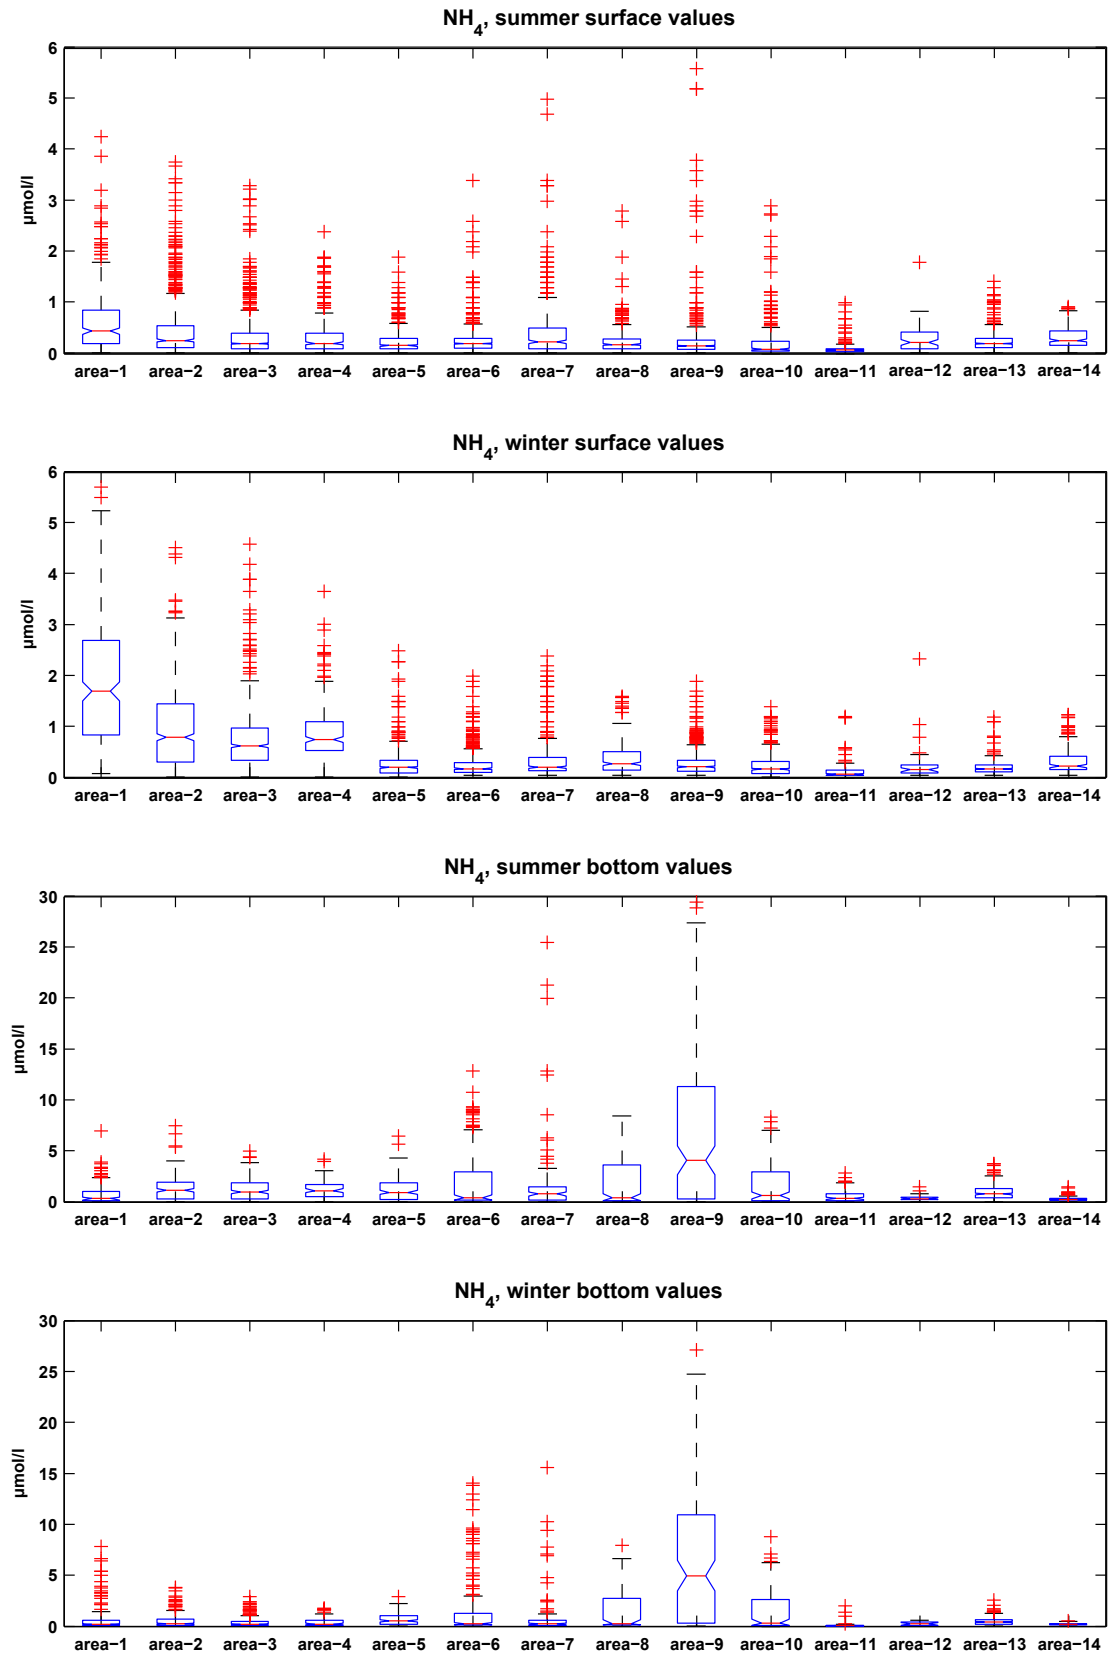 NH4, summer surface values
6
5
4
3
2
1
0
µmol/l
area−1 area−2 area−3 area−4 area−5 area−6 area−7 area−8 area−9 area−10 area−11 area−12 area−13 area−14
NH4, winter surface values
6
5
4
3
2
1
0
µmol/l
area−1 area−2 area−3 area−4 area−5 area−6 area−7 area−8 area−9 area−10 area−11 area−12 area−13 area−14
NH4, summer bottom values
30
25
20
15
10
5
0
µmol/l
area−1 area−2 area−3 area−4 area−5 area−6 area−7 area−8 area−9 area−10 area−11 area−12 area−13 area−14
NH4, winter bottom values
30
25
20
15
10
5
0
µmol/l
area−1 area−2 area−3 area−4 area−5 area−6 area−7 area−8 area−9 area−10 area−11 area−12 area−13 area−14